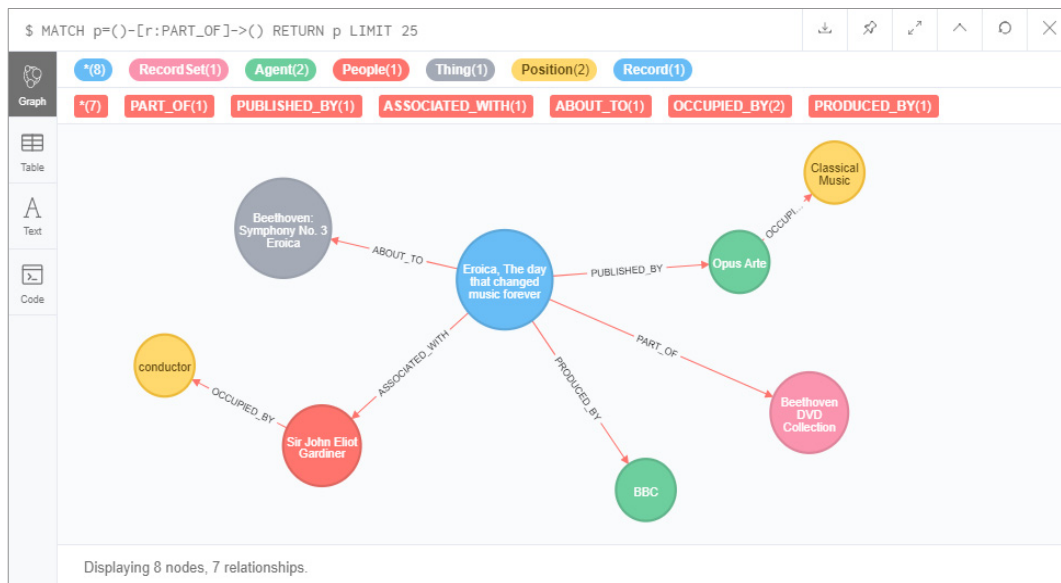 $ MATCH p=()-[r:PART_OF]->() RETURN p LIMIT 25
Graph
Table
Text
Code
*(8) RecordSet(1) Agent(2) People(1) Thing(1) Position(2) Record(1)
*(7) PART_OF(1) PUBLISHED_BY(1) ASSOCIATED_WITH(1) ABOUT_TO(1) OCCUPIED_BY(2) PRODUCED_BY(1)
Classical
Music
OCCUPI...
Beethoven:
Symphony No. 3
Eroica
ABOUT_TO
Eroica, The day
that changed
music forever
PUBLISHED_BY
Opus Arte
PART_OF
ASSOCIATED_WITH
PRODUCED_BY
conductor
OCCUPIED_BY
Sir John Eliot
Gardiner
Beethoven
DVD
Collection
BBC
Displaying 8 nodes, 7 relationships.